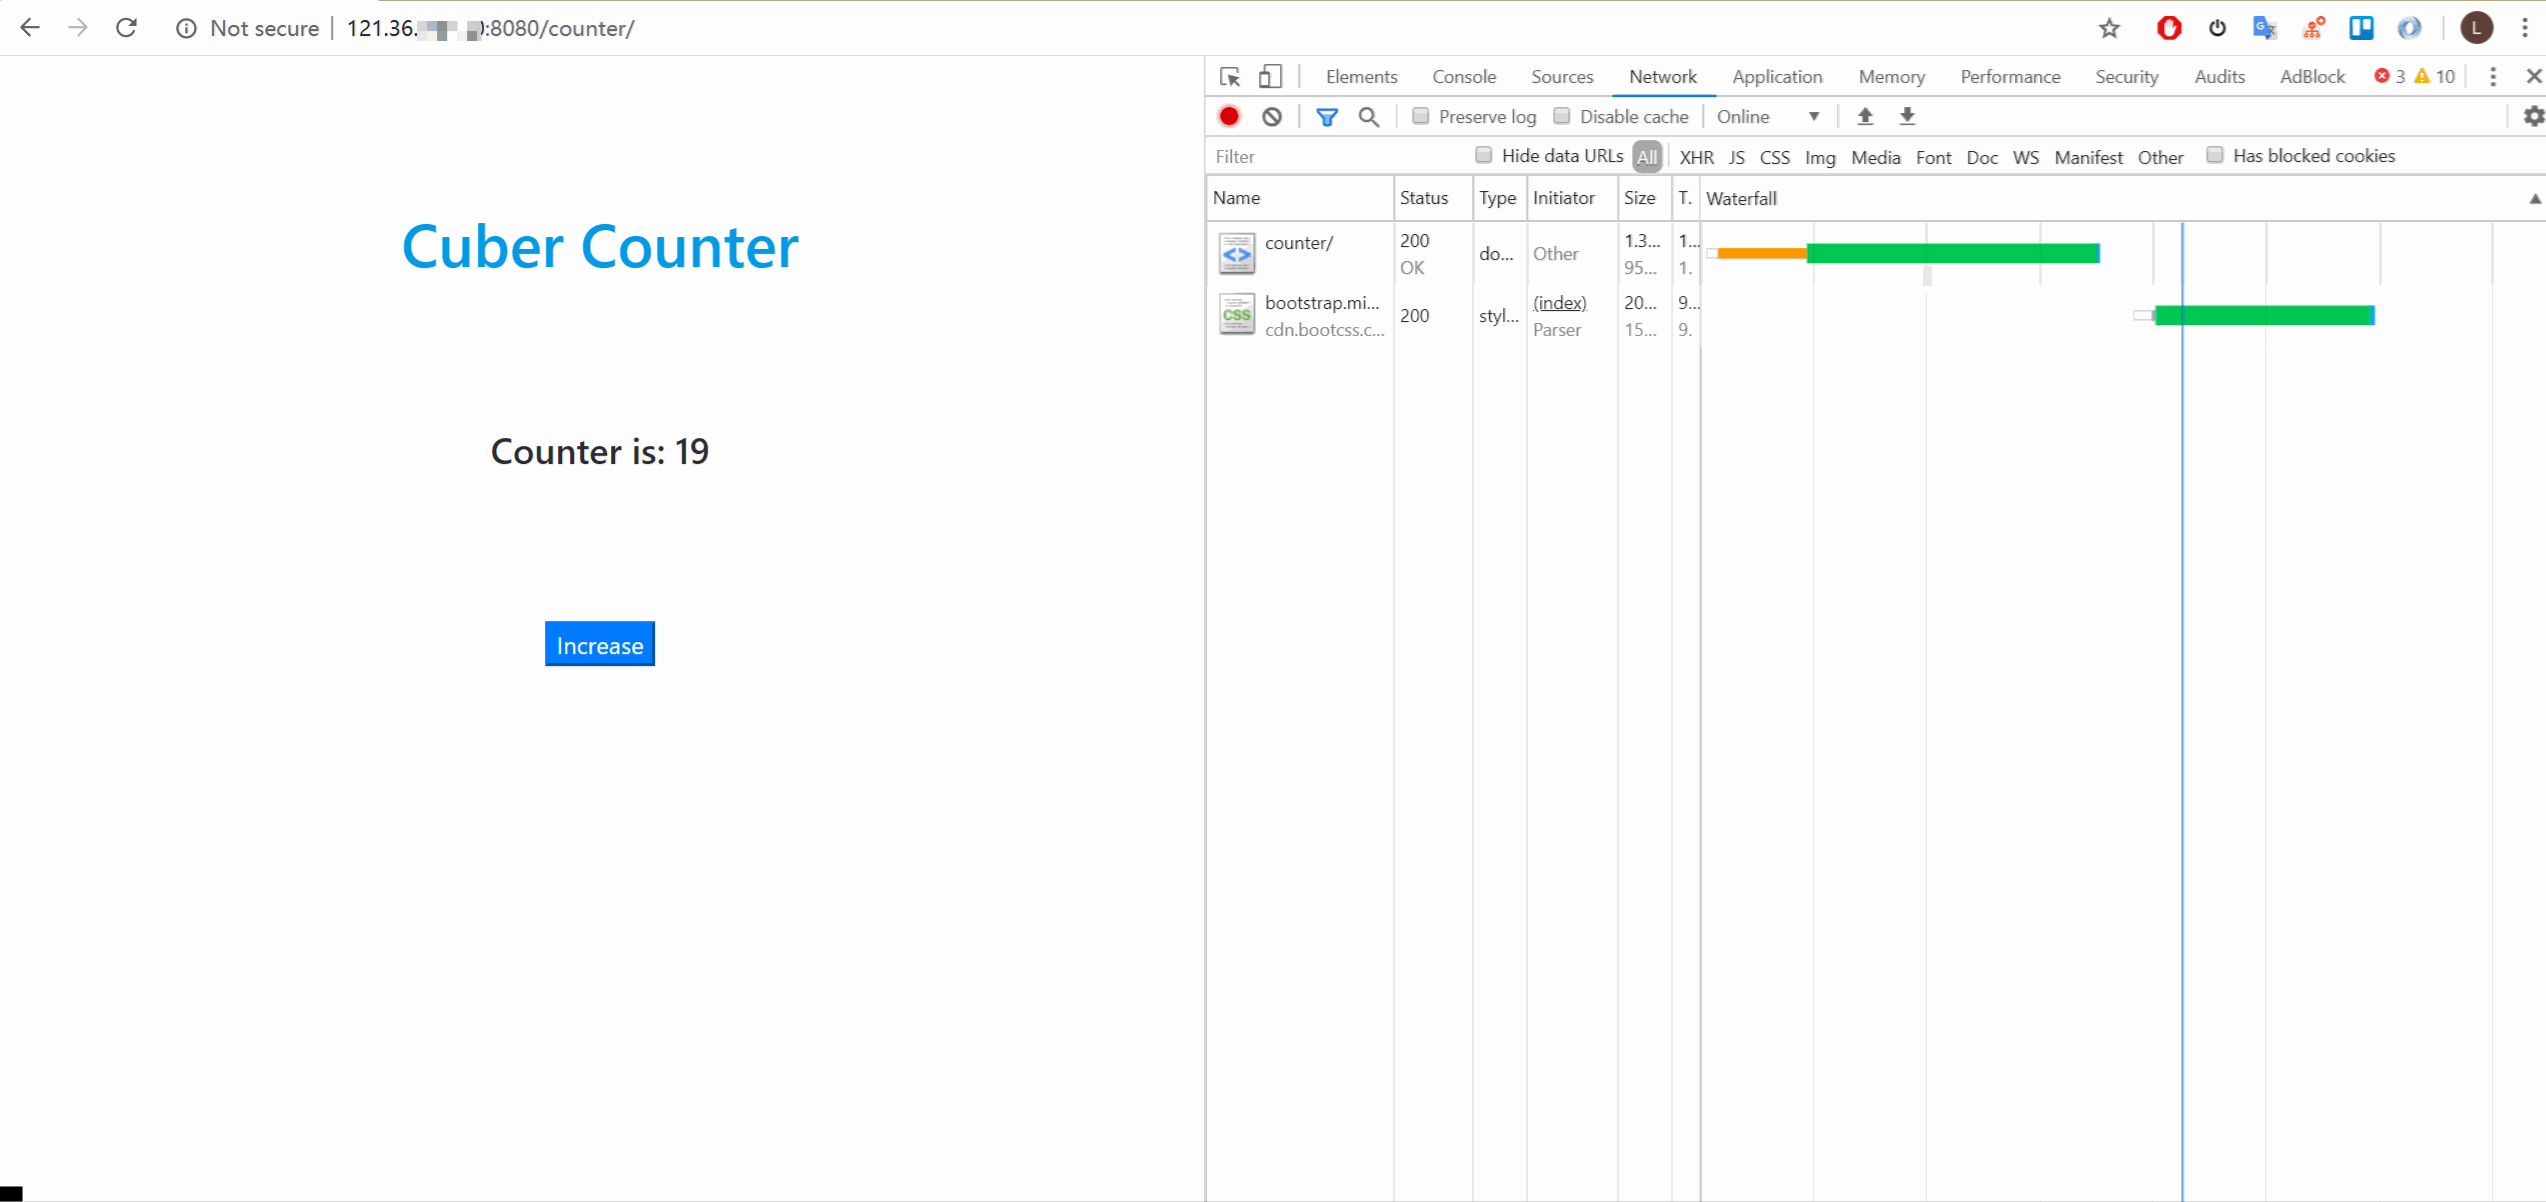 Not secure
121.36.
:8080/counter/
L
Elements Console Sources Network Application Memory Performance Security Audits AdBlock 3 10
Preserve log Disable cache Online
Filter Hide data URLs All XHR JS CSS Img Media Font Doc WS Manifest Other Has blocked cookies
Name Status Type Initiator Size T. Waterfall
counter/ 200 do... Other 1.3... 1...
OK 95... 1.
bootstrap.mi... 200 styl... (index) 20... 9...
cdn.bootcss.c... Parser 15... 9.
CSS
Cuber Counter
Counter is: 19
Increase